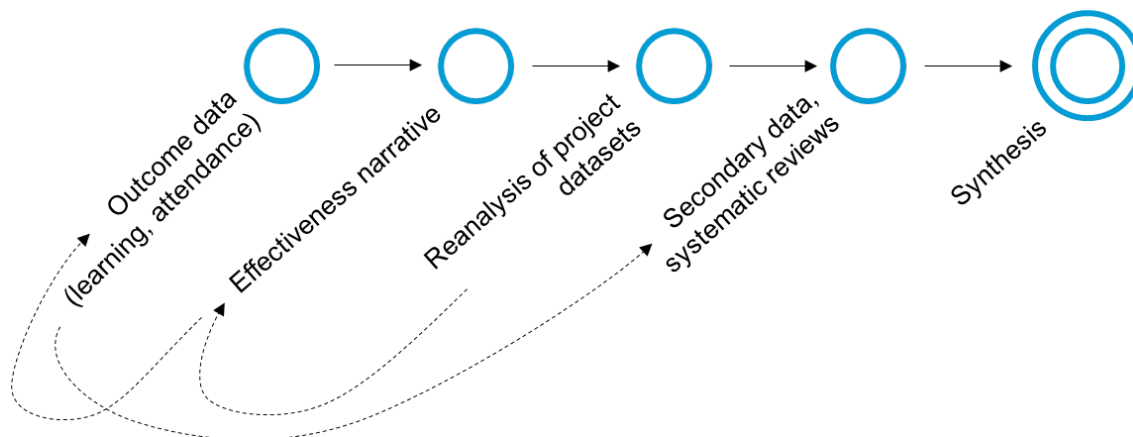 Outcome data
(learning, attendance)
Effectiveness narrative
Reanalysis of project
datasets
Secondary data,
systematic reviews
Synthesis